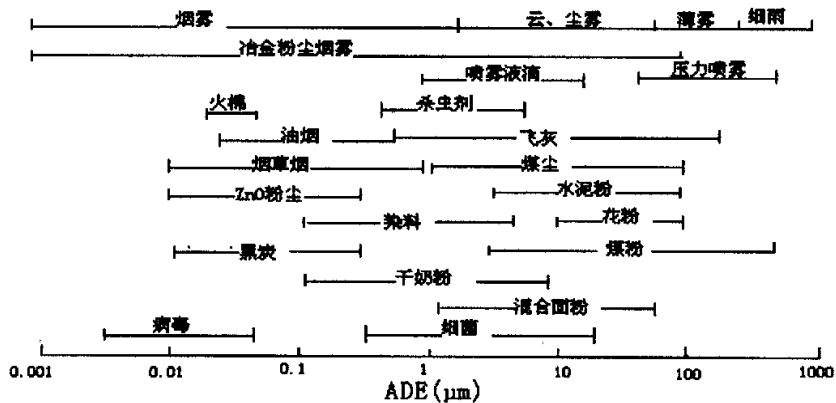 烟雾 云、尘雾 薄雾 细雨
冶金粉尘烟雾
喷雾液滴 压力喷雾
火棉 杀虫剂
油烟 飞灰
烟草烟 煤尘
ZnO粉尘 水泥粉
染料 花粉
黑炭 煤粉
干奶粉
混合面粉
病毒 细菌
0.001 0.01 0.1 1 10 100 1000
ADE(μm)